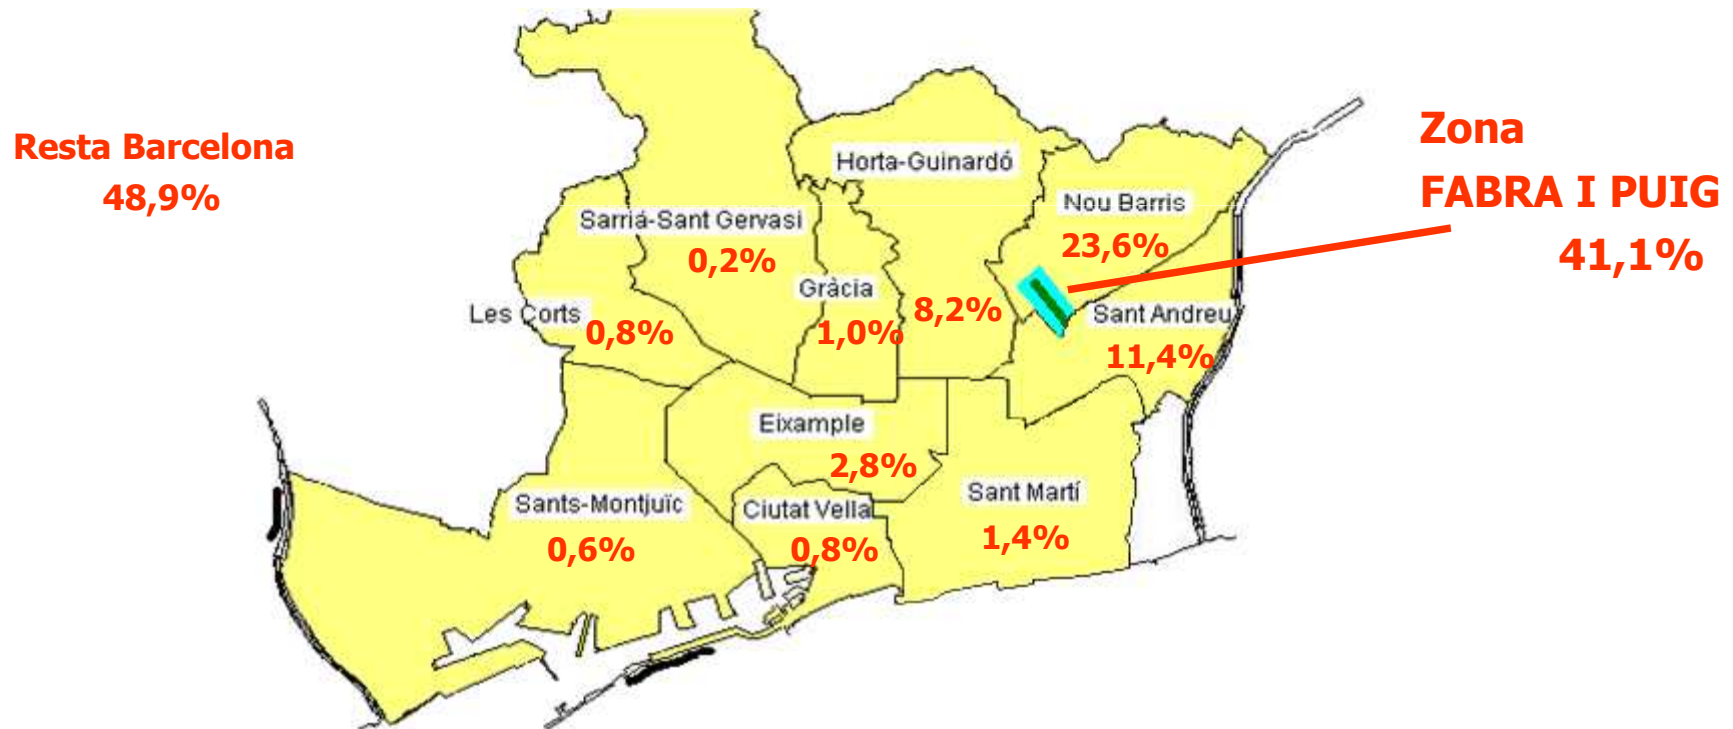 Resta Barcelona
48,9%
Zona
FABRA I PUIG
41,1%
Horta-Guinardó
8,2%
Nou Barris
23,6%
Sarriá-Sant Gervasi
0,2%
Gràcia
1,0%
Les Corts
0,8%
Sant Andreu
11,4%
Eixample
2,8%
Sants-Montjuïc
0,6%
Ciutat Vella
0,8%
Sant Martí
1,4%